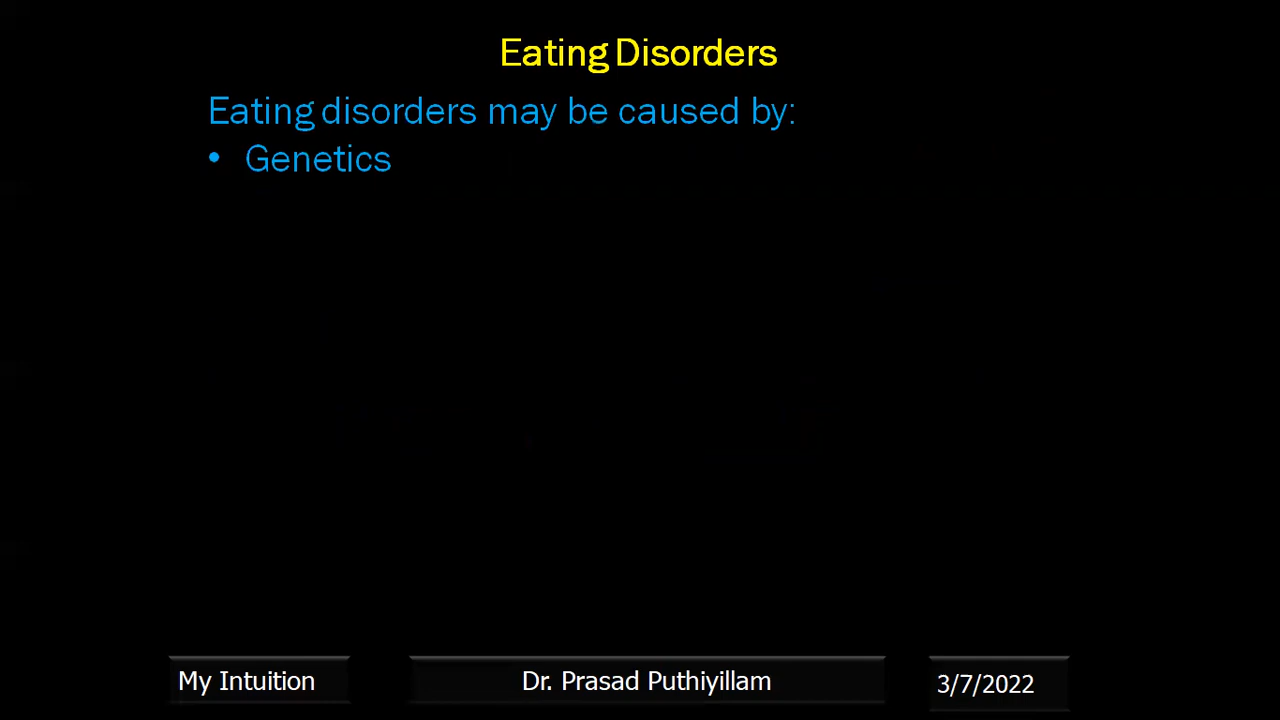 Eating Disorders
Eating disorders may be caused by:
• Genetics
My Intuition
Dr. Prasad Puthiyillam
3/7/2022